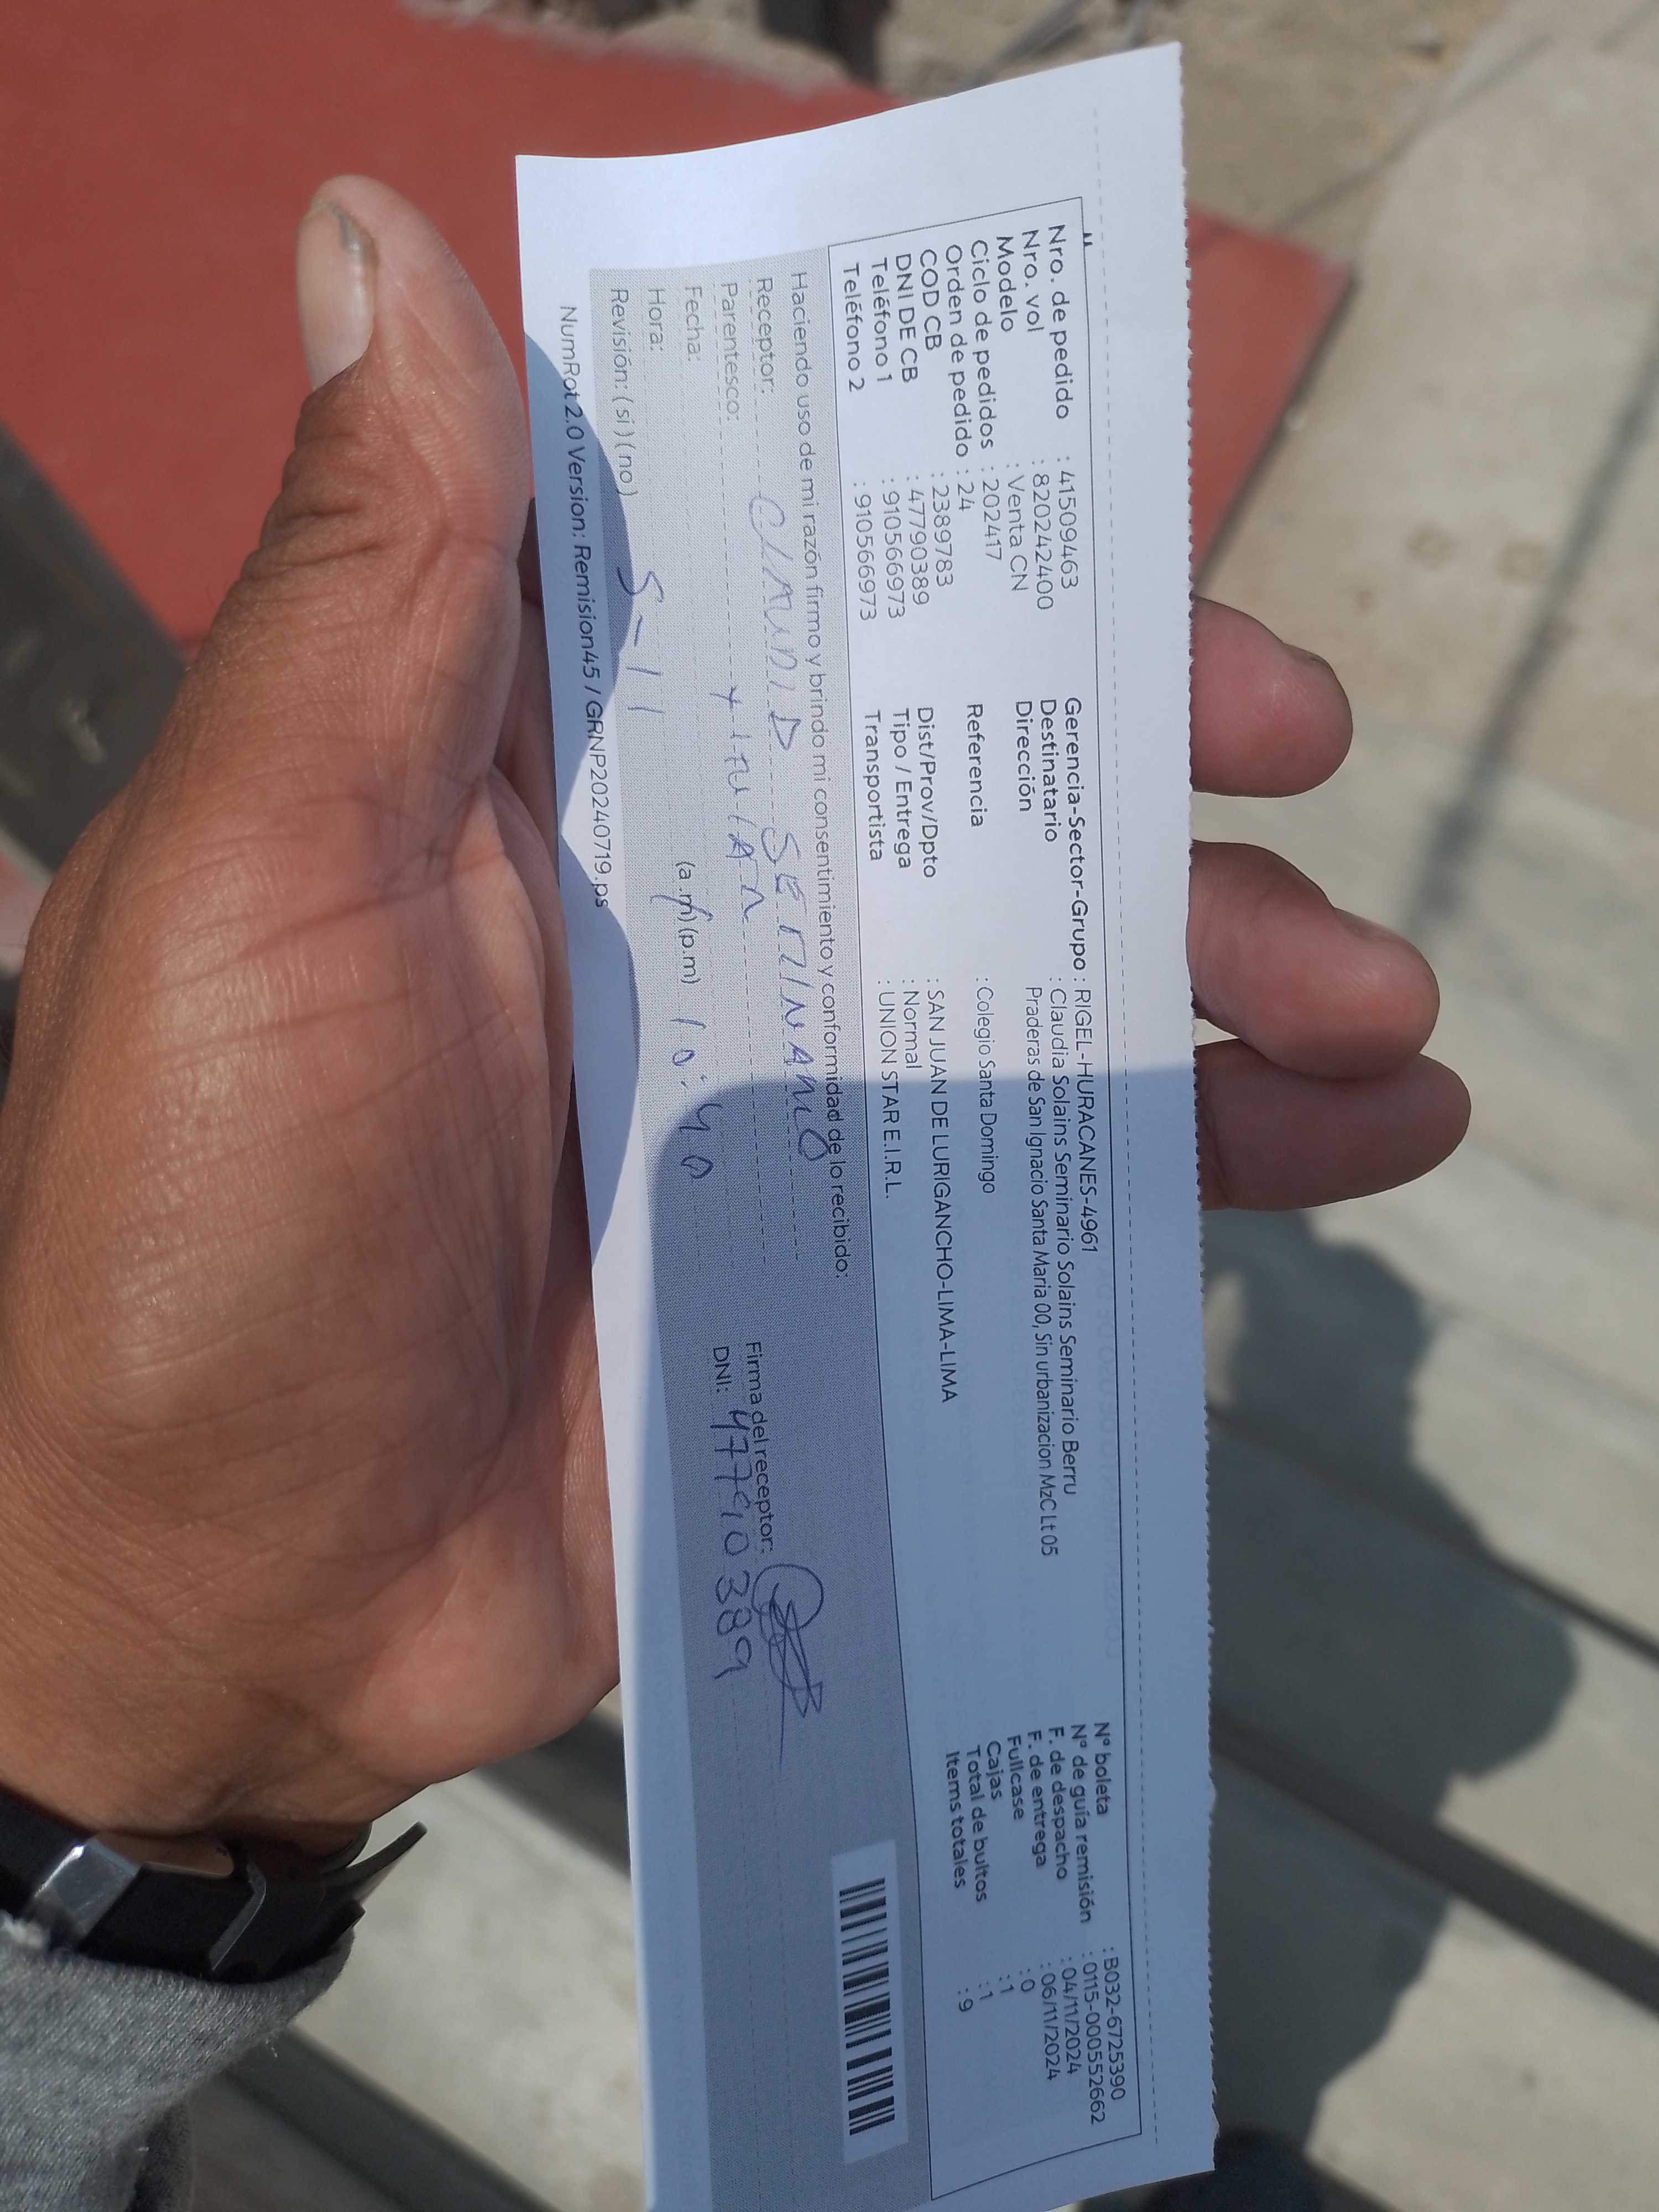 Nro. de pedido : 41509463
Nro. vol : 820242400
Modelo : Venta CN
Ciclo de pedidos : 202417
Orden de pedido : 24
COD CB : 2389783
DNI DE CB : 47790389
Teléfono 1 : 910566973
Teléfono 2 : 910566973
Gerencia-Sector-Grupo : RIGEL-HURACANES-4961
Destinatario : Claudia Solains Seminario Solains Seminario Berru
Dirección Praderas de San Ignacio Santa Maria 00, Sin urbanizacion MzC Lt 05
Referencia : Colegio Santa Domingo
Dist/Prov/Dpto : SAN JUAN DE LURIGANCHO-LIMA-LIMA
Tipo / Entrega : Normal
Transportista : UNION STAR E.I.R.L.
N° boleta : B032-6725390
N° de guía remisión : 0115-000552662
F. de despacho : 04/11/2024
F. de entrega : 06/11/2024
Fullcase : 0
Cajas : 1
Total de bultos : 1
Items totales : 9
Haciendo uso de mi razón firmo y brindo mi consentimiento y conformidad de lo recibido:
Receptor:
Parentesco:
Fecha: 5-11
Hora: (a.m) (p.m) 10:40
Revisión: (si) (no)
Firma del receptor:
DNI: 47790389
NumRot 2.0 Version: Remision45 / GRNP20240719.ps